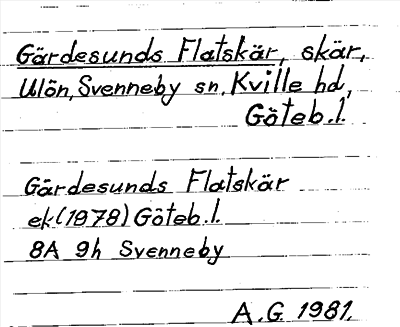 Gärdesunds Flatskär, skär,
Ulön, Svenneby sn, Kville hd,
Göteb.l.
Gärdesunds Flatskär
ek (1978) Göteb.l.
8A 9h Svenneby
A.G. 1981.